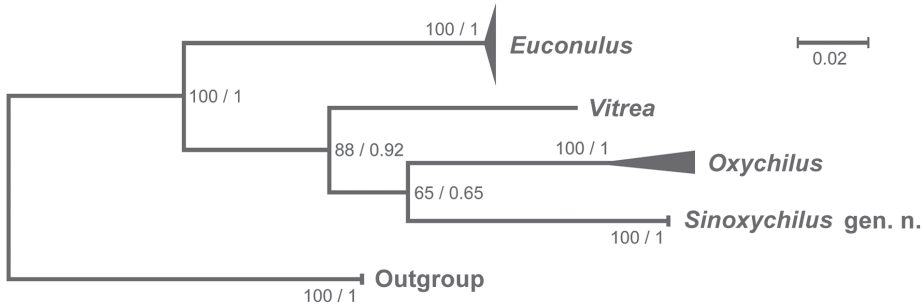 100 / 1
Euconulus
0.02
100 / 1
Vitrea
88 / 0.92
100 / 1
Oxychilus
65 / 0.65
Sinoxychilus gen. n.
100 / 1
Outgroup
100 / 1